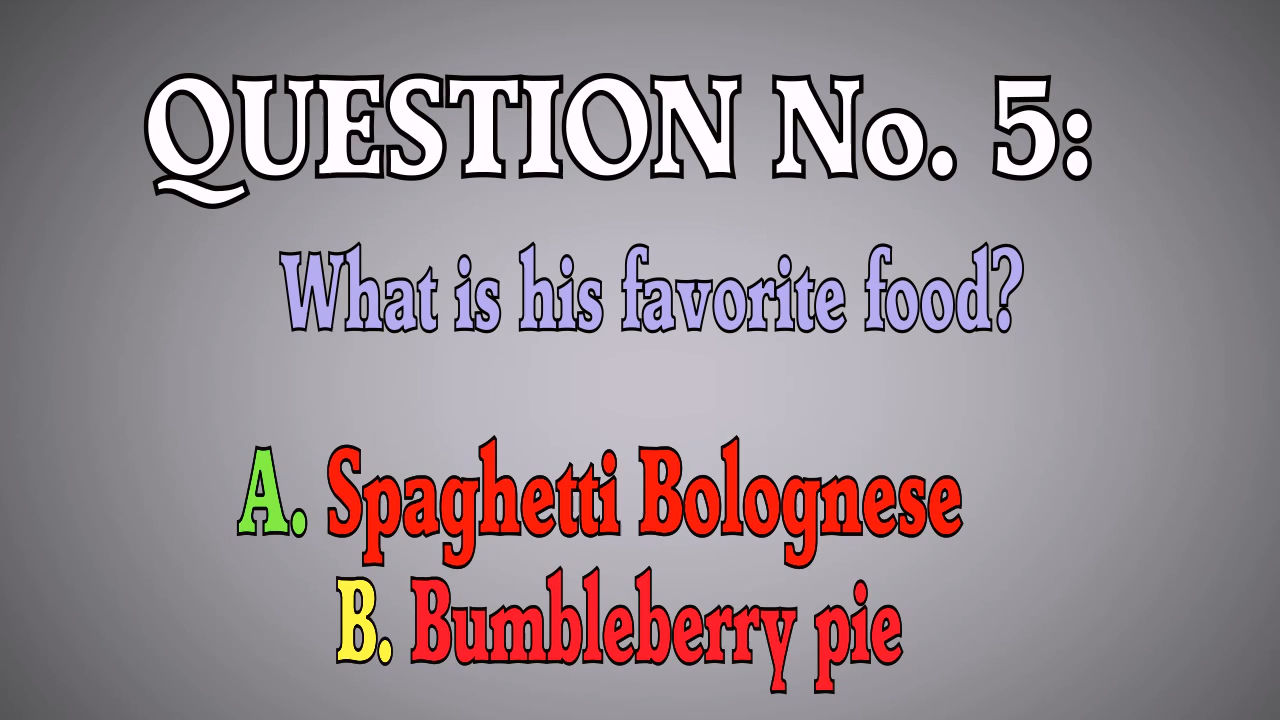 QUESTION No. 5:
What is his favorite food?
A. Spaghetti Bolognese
B. Bumbleberry pie